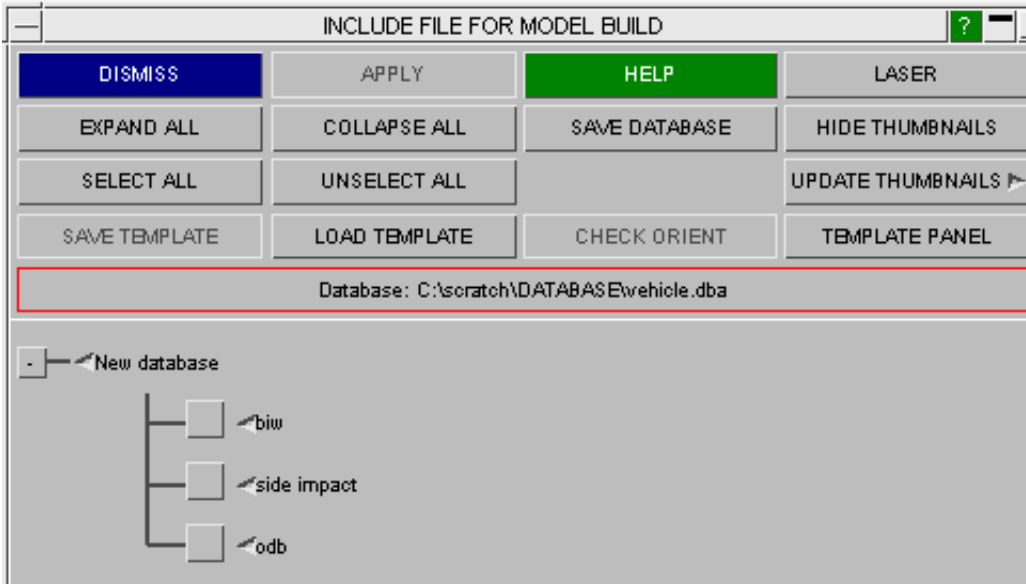 INCLUDE FILE FOR MODEL BUILD ?
DISMISS APPLY HELP LASER
EXPAND ALL COLLAPSE ALL SAVE DATABASE HIDE THUMBNAILS
SELECT ALL UNSELECT ALL UPDATE THUMBNAILS
SAVE TEMPLATE LOAD TEMPLATE CHECK ORIENT TEMPLATE PANEL
Database: C:\scratch\DATABASE\vehicle.dba
- New database
biw
side impact
odb